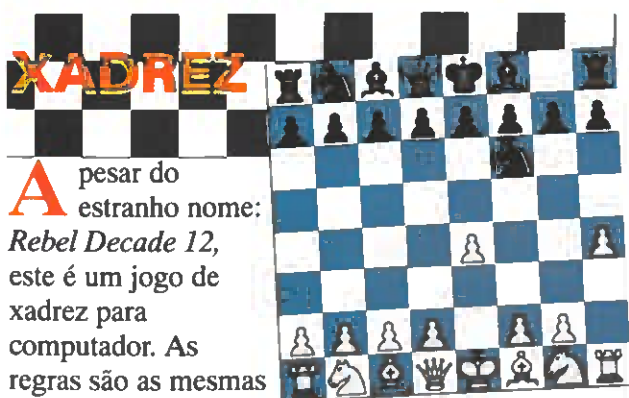 XADREZ
Apesar do
estranho nome:
Rebel Decade 12,
este é um jogo de
xadrez para
computador. As
regras são as mesmas